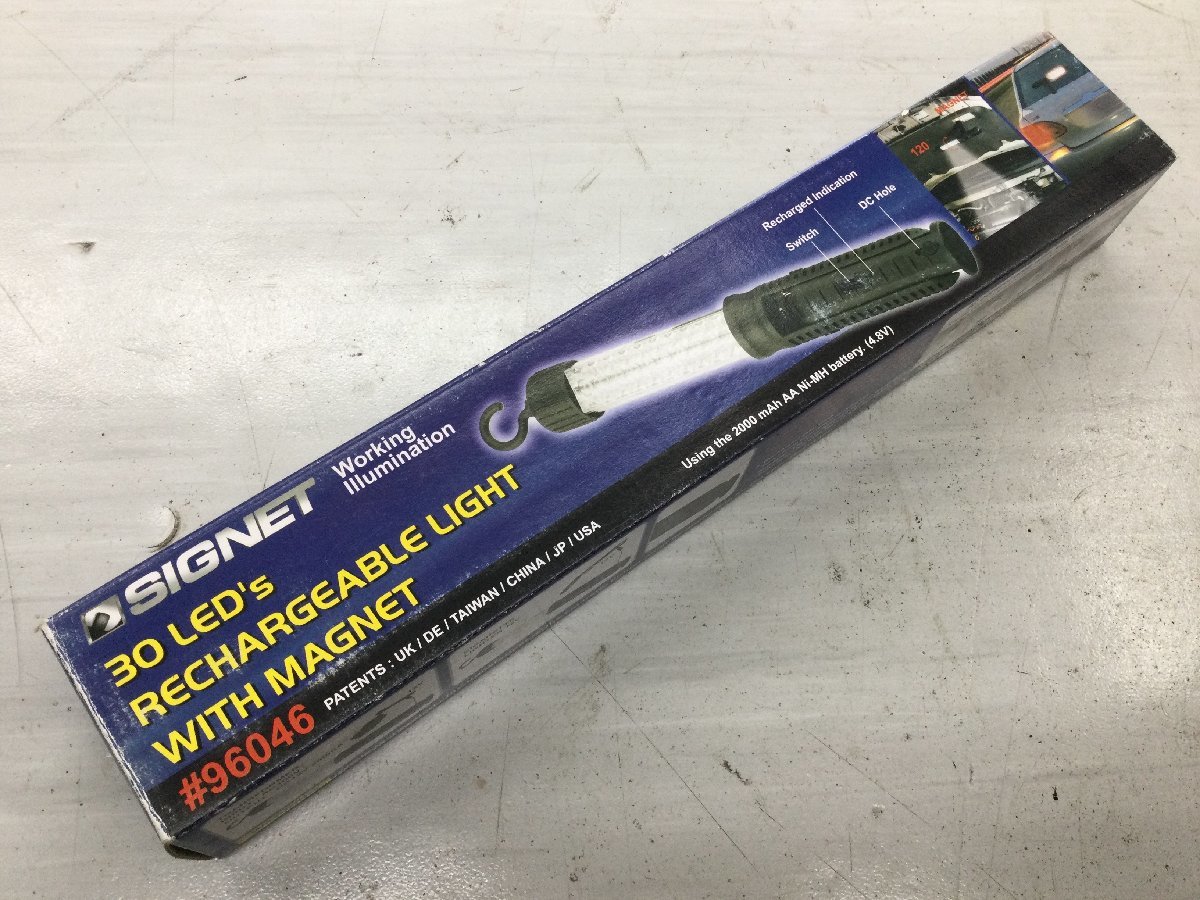 SIGNET
Working
Illumination
30 LED's
RECHARGEABLE LIGHT
WITH MAGNET
#96046
PATENTS : UK / DE / TAIWAN / CHINA / JP / USA
Using the 2000 mAh AA Ni-MH battery. (4.8V)
Switch
Recharged Indication
DC Hole
120